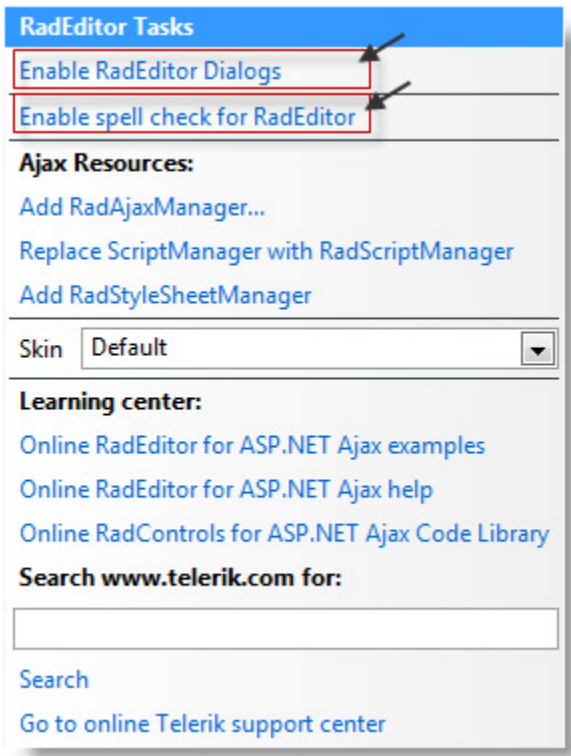 RadEditor Tasks
Enable RadEditor Dialogs
Enable spell check for RadEditor
Ajax Resources:
Add RadAjaxManager...
Replace ScriptManager with RadScriptManager
Add RadStyleSheetManager
Skin Default
Learning center:
Online RadEditor for ASP.NET Ajax examples
Online RadEditor for ASP.NET Ajax help
Online RadControls for ASP.NET Ajax Code Library
Search www.telerik.com for:
Search
Go to online Telerik support center